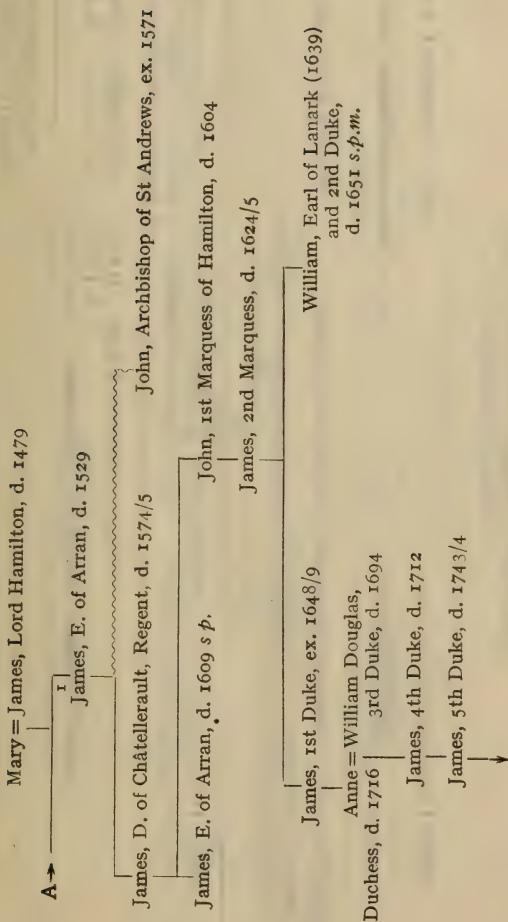 Mary = James, Lord Hamilton, d. 1479
A→
1
James, E. of Arran, d. 1529
James, D. of Châtellerault, Regent, d. 1574/5
John, Archbishop of St Andrews, ex. 1571
James, E. of Arran, d. 1609 s p.
John, 1st Marquess of Hamilton, d. 1604
James, 2nd Marquess, d. 1624/5
James, 1st Duke, ex. 1648/9
William, Earl of Lanark (1639)
and 2nd Duke,
d. 1651 s.p.m.
Anne = William Douglas,
Duchess, d. 1716
3rd Duke, d. 1694
James, 4th Duke, d. 1712
James, 5th Duke, d. 1743/4